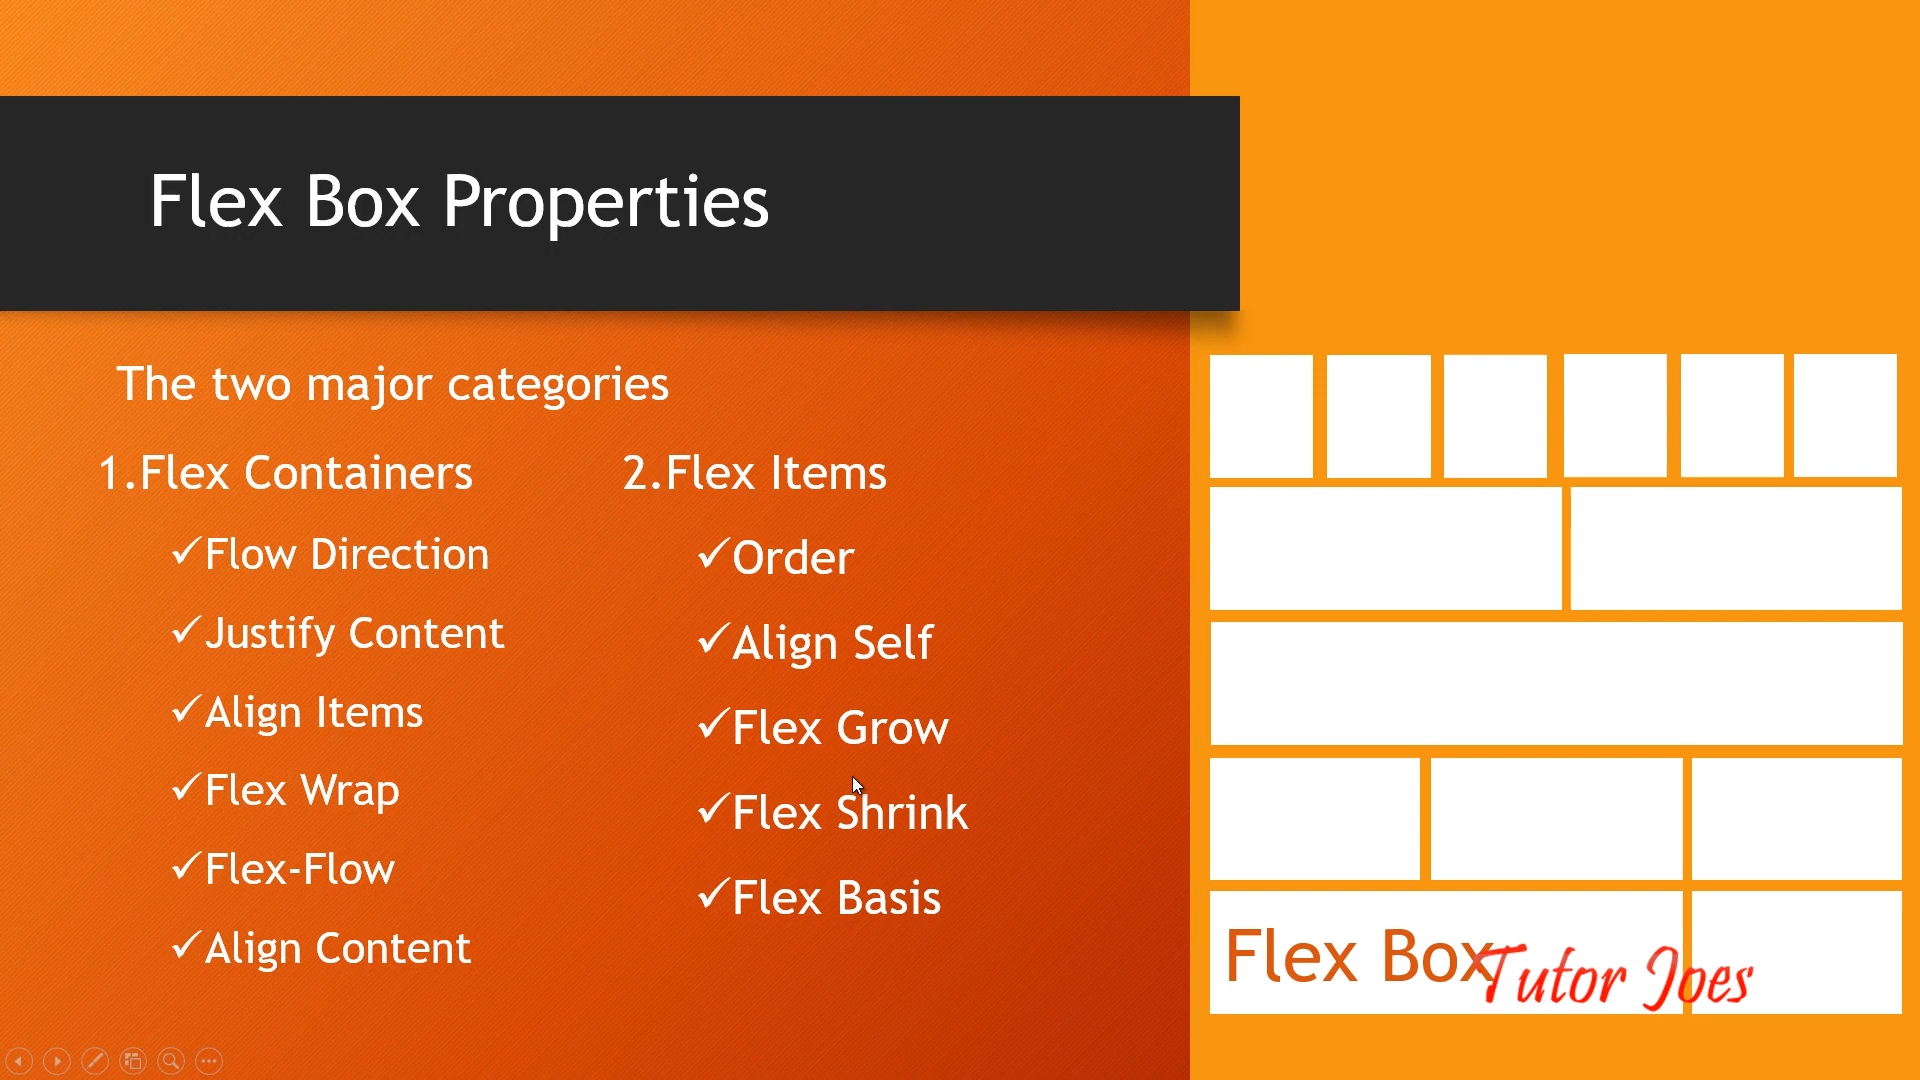 Flex Box Properties
The two major categories
1.Flex Containers
✓Flow Direction
✓Justify Content
✓Align Items
✓Flex Wrap
✓Flex-Flow
✓Align Content
2.Flex Items
✓Order
✓Align Self
✓Flex Grow
✓Flex Shrink
✓Flex Basis
Flex Box
Tutor Joes